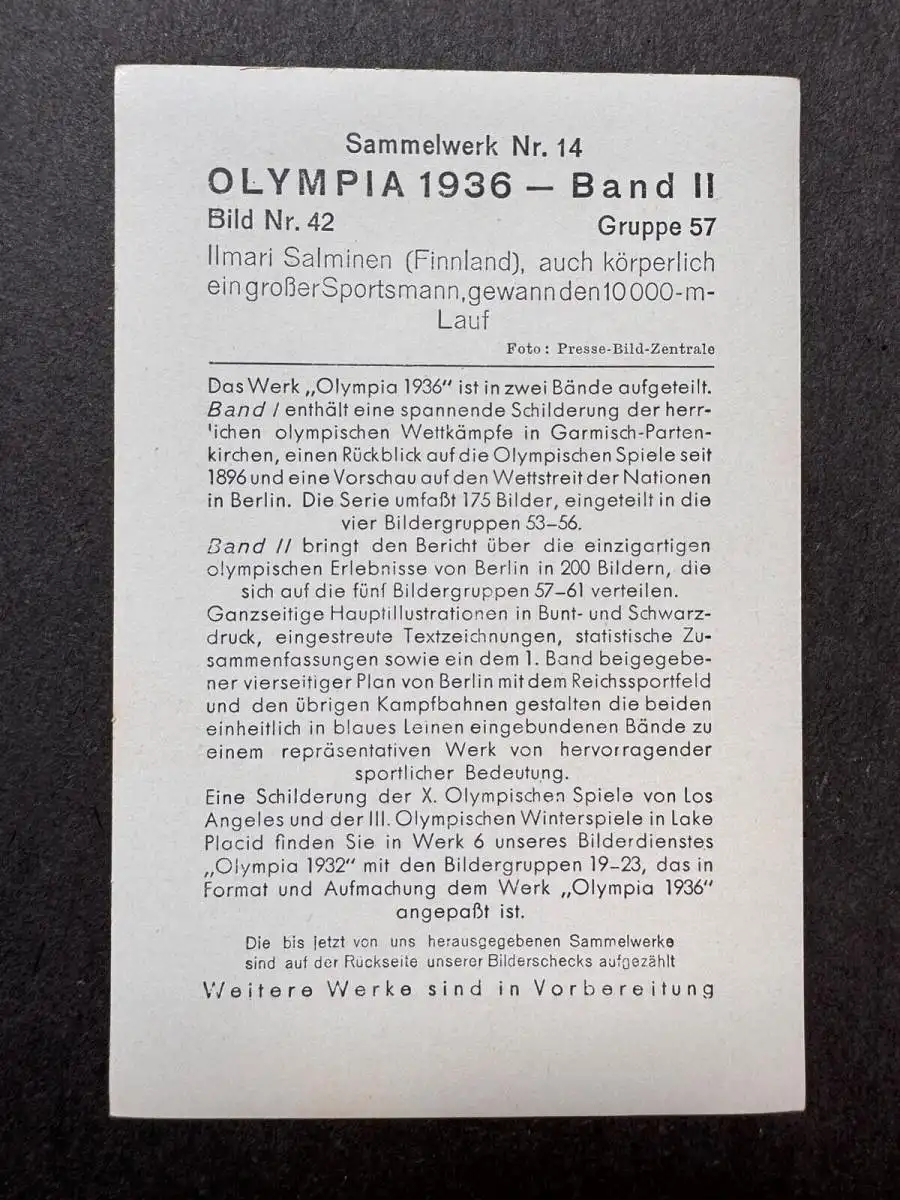 Sammelwerk Nr. 14
OLYMPIA 1936 — Band II
Bild Nr. 42 Gruppe 57
Ilmari Salminen (Finnland), auch körperlich
ein großer Sportsmann, gewann den 10000-m-
Lauf
Foto: Presse-Bild-Zentrale
Das Werk „Olympia 1936“ ist in zwei Bände aufgeteilt.
Band I enthält eine spannende Schilderung der herr-
'ichen olympischen Wettkämpfe in Garmisch-Parten-
kirchen, einen Rückblick auf die Olympischen Spiele seit
1896 und eine Vorschau auf den Wettstreit der Nationen
in Berlin. Die Serie umfaßt 175 Bilder, eingeteilt in die
vier Bildergruppen 53–56.
Band II bringt den Bericht über die einzigartigen
olympischen Erlebnisse von Berlin in 200 Bildern, die
sich auf die fünf Bildergruppen 57–61 verteilen.
Ganzseitige Hauptillustrationen in Bunt- und Schwarz-
druck, eingestreute Textzeichnungen, statistische Zu-
sammenfassungen sowie ein dem 1. Band beigegebe-
ner vierseitiger Plan von Berlin mit dem Reichssportfeld
und den übrigen Kampfbahnen gestalten die beiden
einheitlich in blaues Leinen eingebundenen Bände zu
einem repräsentativen Werk von hervorragender
sportlicher Bedeutung.
Eine Schilderung der X. Olympischen Spiele von Los
Angeles und der III. Olympischen Winterspiele in Lake
Placid finden Sie in Werk 6 unseres Bilderdienstes
„Olympia 1932“ mit den Bildergruppen 19–23, das in
Format und Aufmachung dem Werk „Olympia 1936“
angepaßt ist.
Die bis jetzt von uns herausgegebenen Sammelwerke
sind auf der Rückseite unserer Bilderschecks aufgezählt
Weitere Werke sind in Vorbereitung